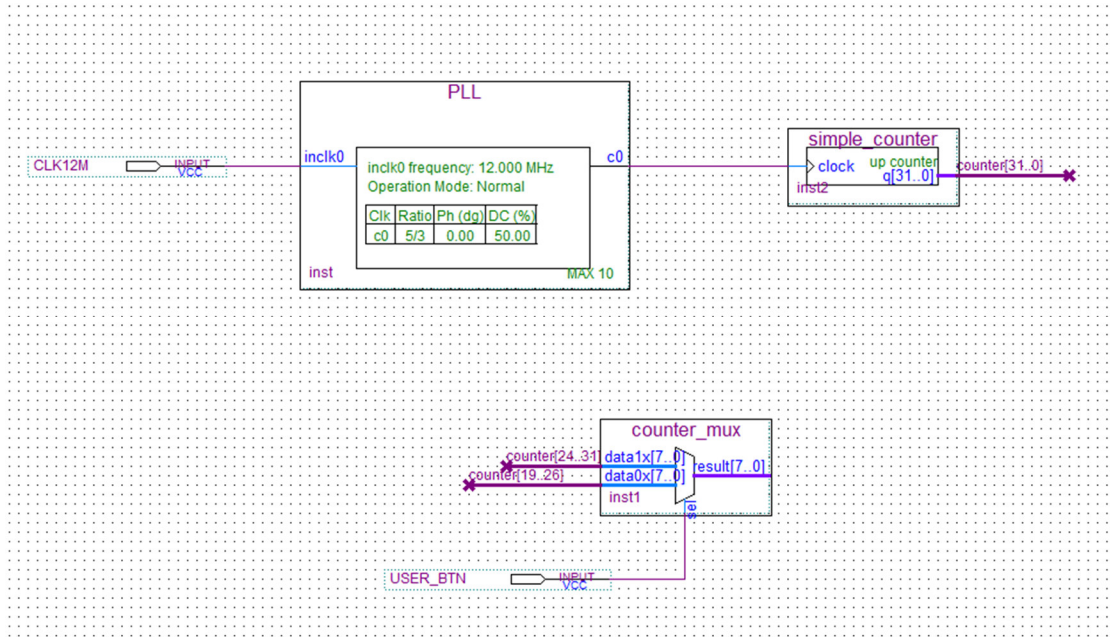 PLL
CLK12M
INPUT
VCC
inclk0
c0
inclk0 frequency: 12.000 MHz
Operation Mode: Normal
Clk Ratio Ph (dg) DC (%)
c0 5/3 0.00 50.00
inst
MAX 10
simple_counter
clock
up counter
q[31..0]
inst2
counter[31..0]
counter_mux
counter[24..31]
data1x[7..0]
counter[19..26]
data0x[7..0]
result[7..0]
inst1
sel
USER_BTN
INPUT
VCC